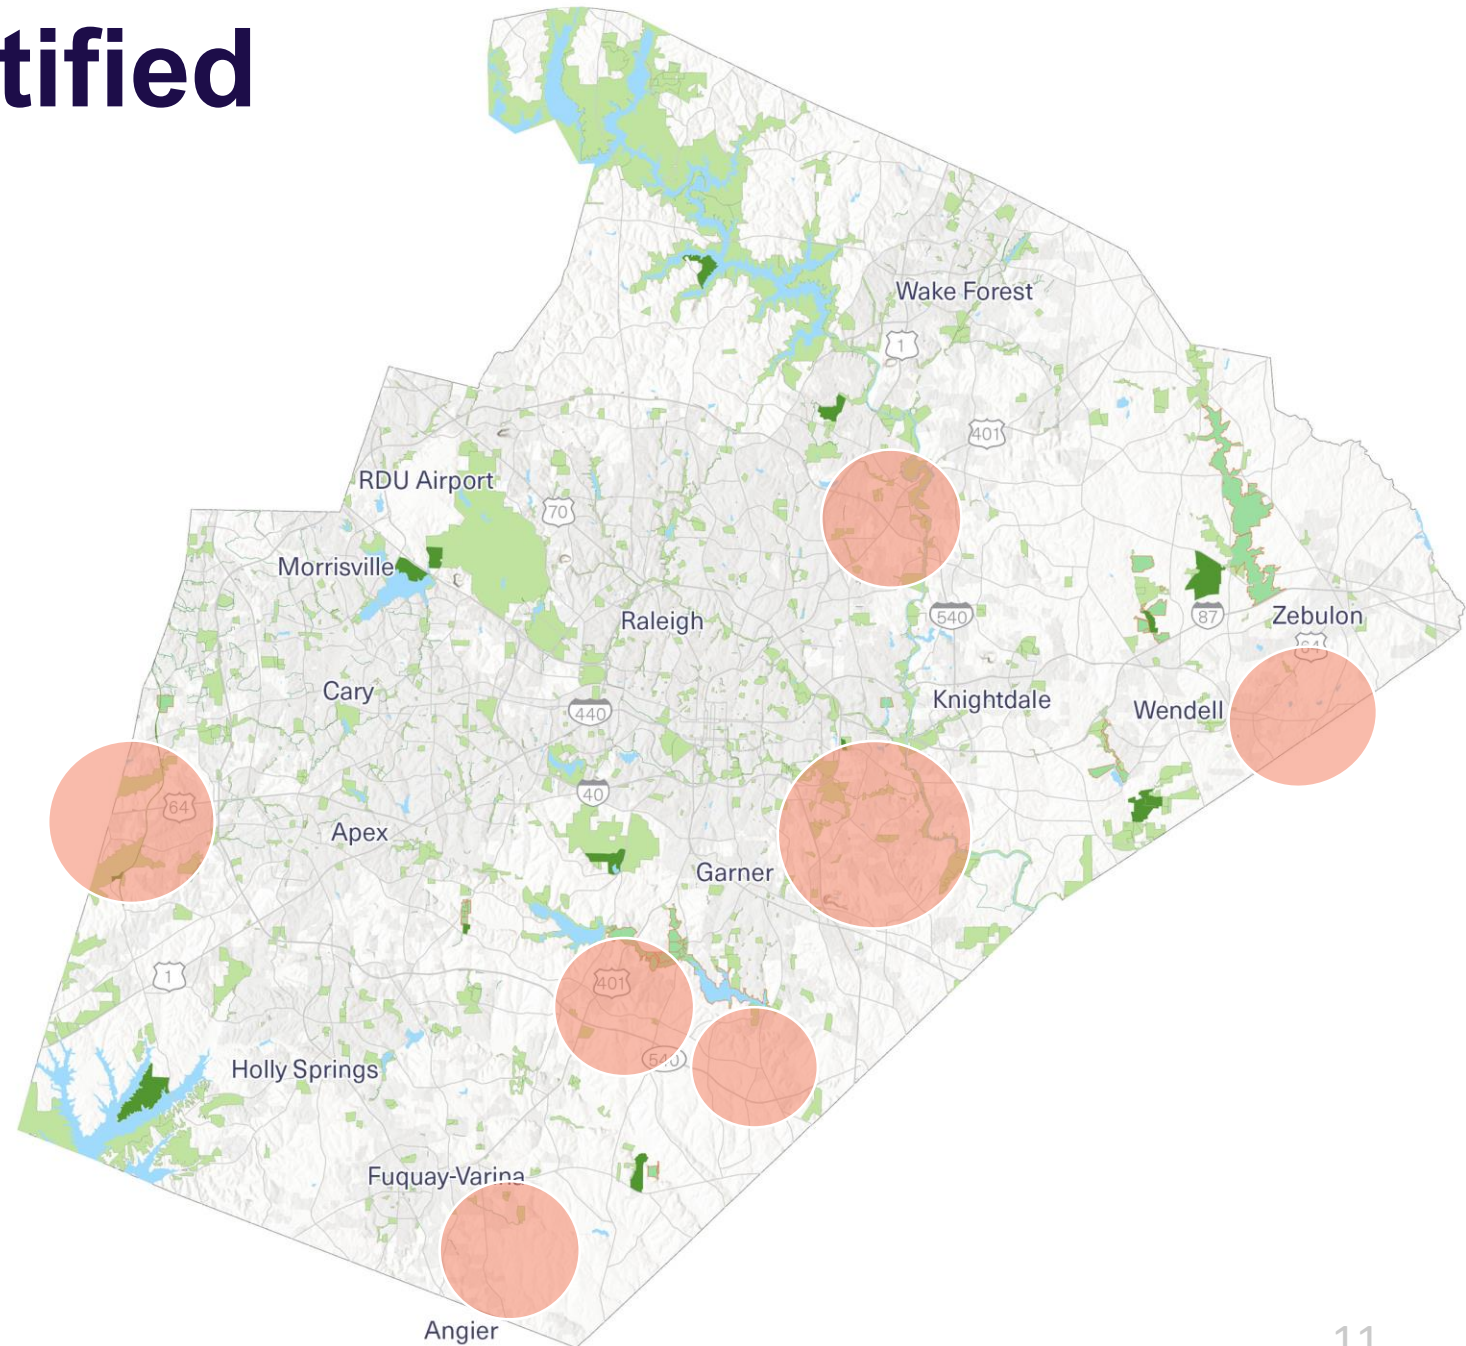 tified
Wake Forest
1
401
RDU Airport
70
Morrisville
Raleigh
540
87
Zebulon
64
Cary
440
Knightdale
Wendell
64
40
Apex
Garner
1
401
540
Holly Springs
Fuquay-Varina
Angier
11